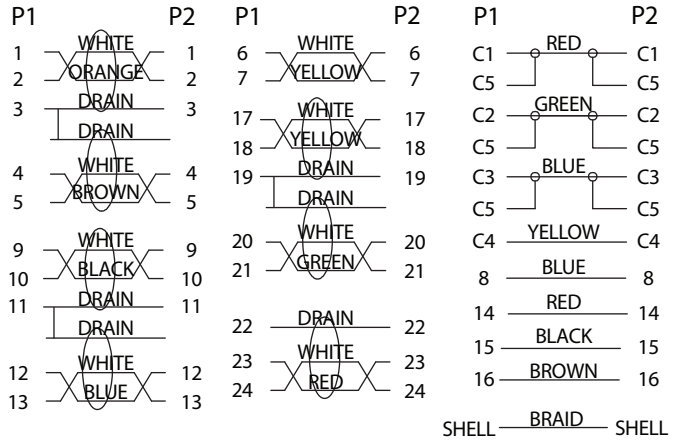 P1 P2
1 WHITE 1
2 ORANGE 2
3 DRAIN 3
DRAIN
4 WHITE 4
5 BROWN 5
9 WHITE 9
10 BLACK 10
11 DRAIN 11
DRAIN
12 WHITE 12
13 BLUE 13
P1 P2
6 WHITE 6
7 YELLOW 7
17 WHITE 17
18 YELLOW 18
19 DRAIN 19
DRAIN
20 WHITE 20
21 GREEN 21
22 DRAIN 22
23 WHITE 23
24 RED 24
P1 P2
C1 RED C1
C5 C5
C2 GREEN C2
C5 C5
C3 BLUE C3
C5 C5
C4 YELLOW C4
8 BLUE 8
14 RED 14
15 BLACK 15
16 BROWN 16
SHELL BRAID SHELL